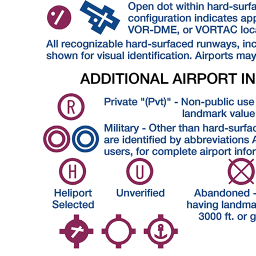 Open dot within hard-surfa
configuration indicates app
VOR-DME, or VORTAC loca
All recognizable hard-surfaced runways, inc
shown for visual identification. Airports may
ADDITIONAL AIRPORT IN
R
Private "(Pvt)" - Non-public use
landmark value
Military - Other than hard-surfac
are identified by abbreviations A
users, for complete airport infor
H
U
Heliport
Selected
Unverified
Abandoned -
having landma
3000 ft. or g